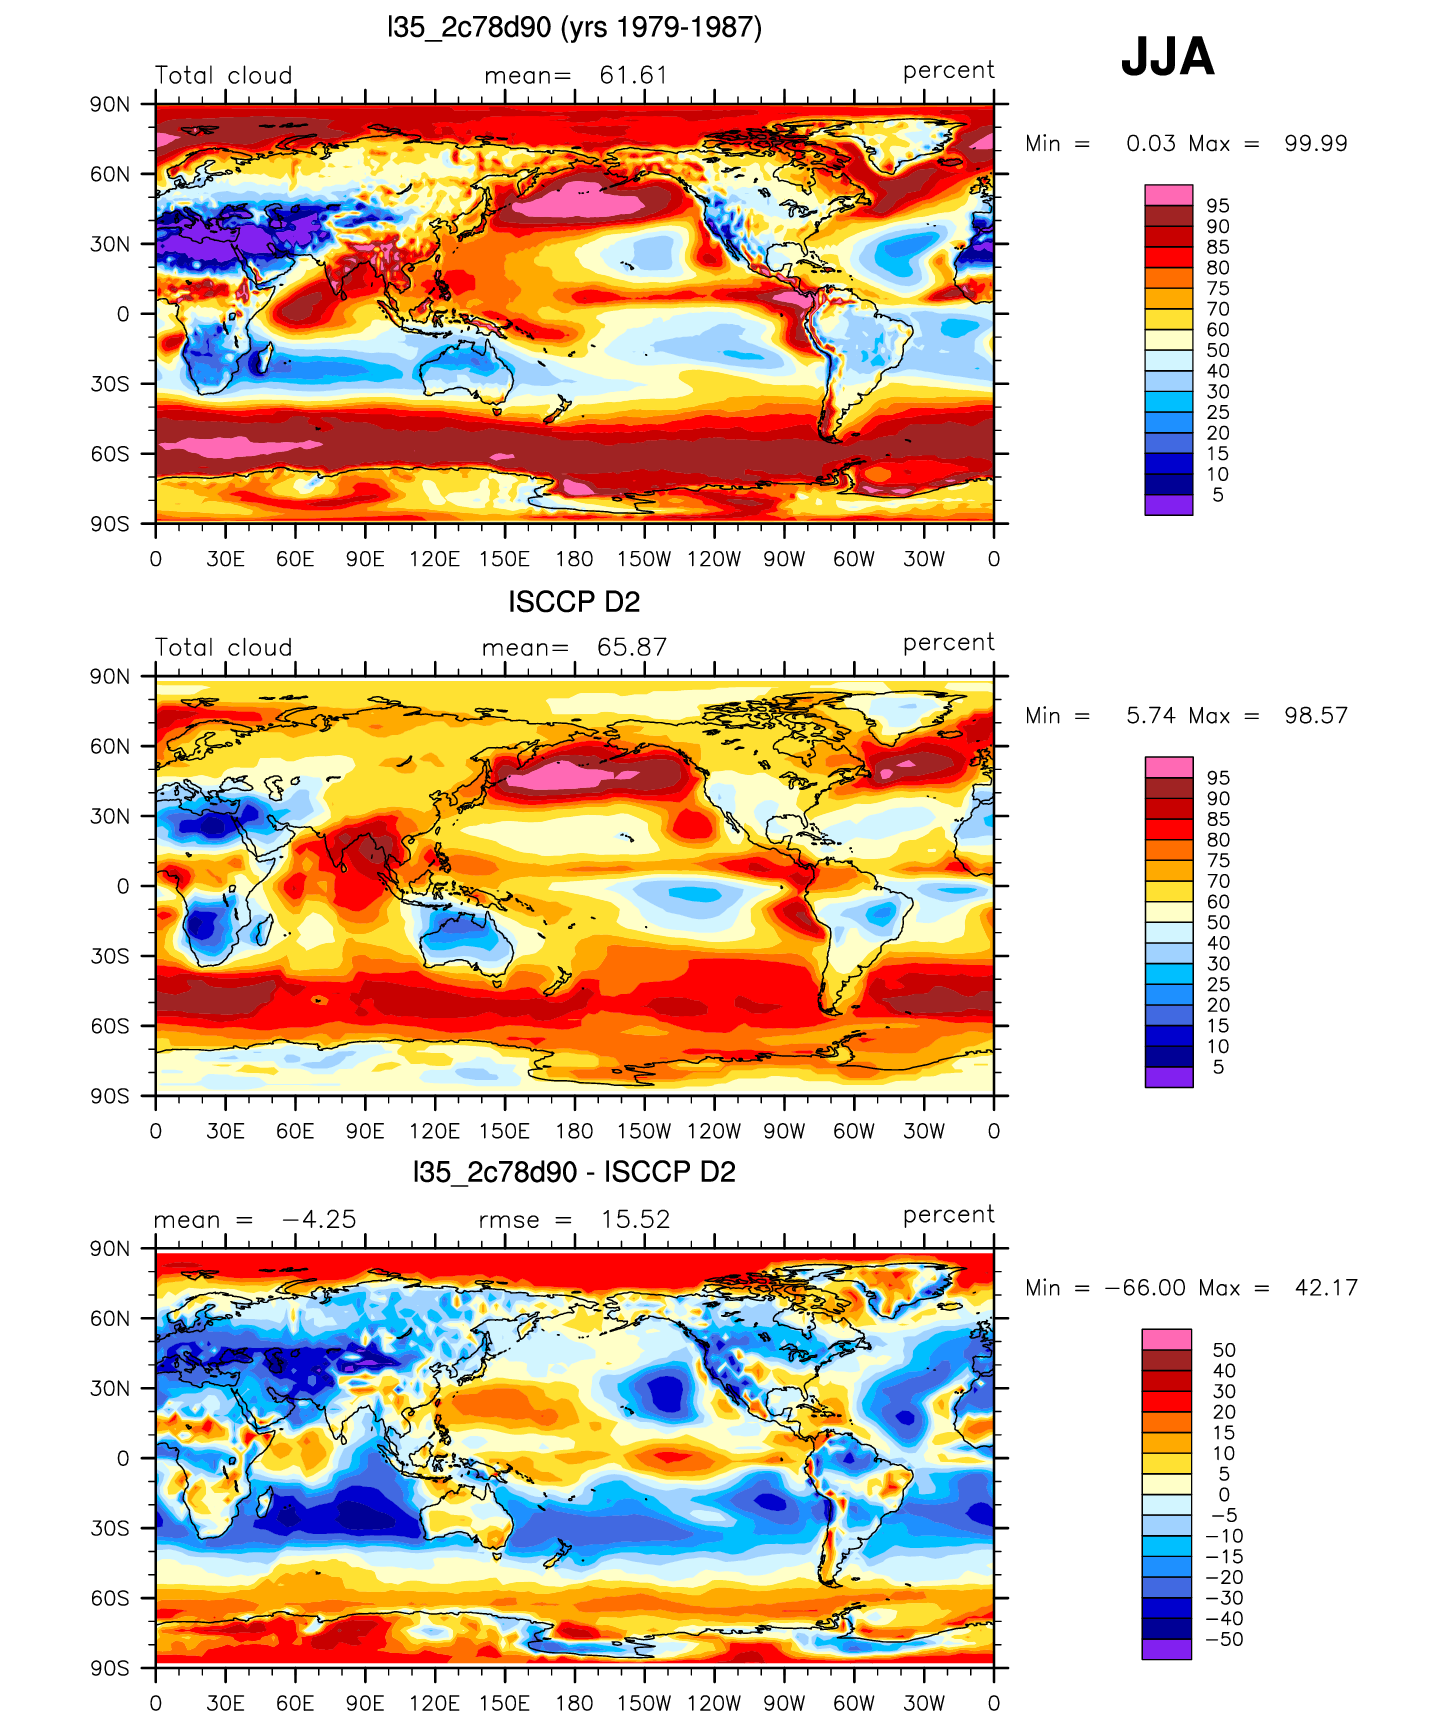 l35_2c78d90 (yrs 1979-1987)
JJA
Total cloud mean= 61.61 percent
Min = 0.03 Max = 99.99
90N
60N
30N
0
30S
60S
90S
0 30E 60E 90E 120E 150E 180 150W 120W 90W 60W 30W 0
95
90
85
80
75
70
60
50
40
30
25
20
15
10
5
ISCCP D2
Total cloud mean= 65.87 percent
Min = 5.74 Max = 98.57
90N
60N
30N
0
30S
60S
90S
0 30E 60E 90E 120E 150E 180 150W 120W 90W 60W 30W 0
95
90
85
80
75
70
60
50
40
30
25
20
15
10
5
l35_2c78d90 - ISCCP D2
mean = −4.25 rmse = 15.52 percent
Min = −66.00 Max = 42.17
90N
60N
30N
0
30S
60S
90S
0 30E 60E 90E 120E 150E 180 150W 120W 90W 60W 30W 0
50
40
30
20
15
10
5
0
−5
−10
−15
−20
−30
−40
−50